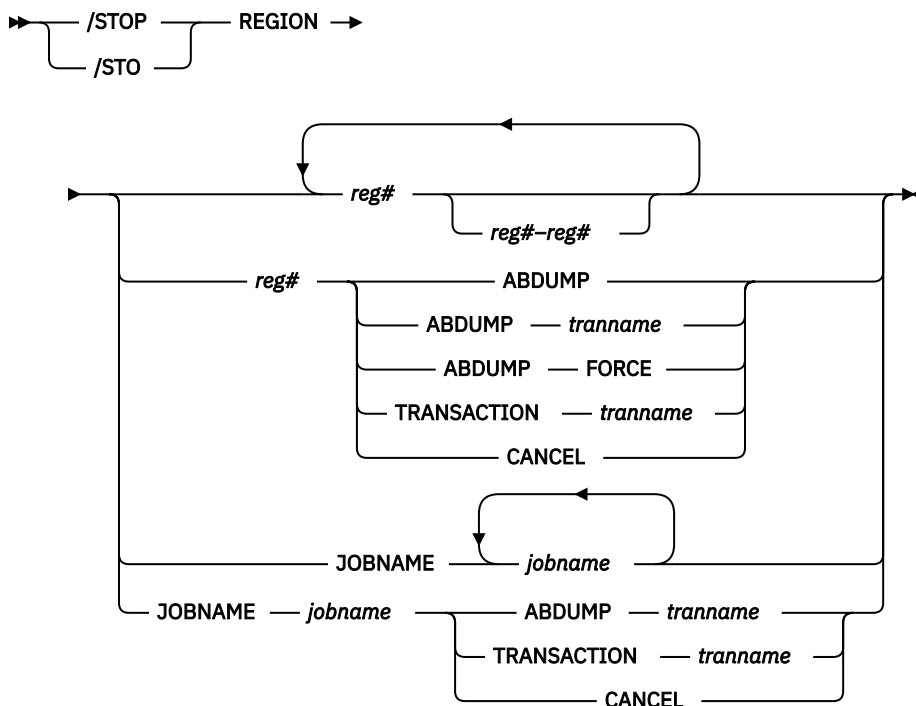 /STOP REGION
/STO
reg#
reg#–reg#
reg# ABDUMP
ABDUMP tranname
ABDUMP FORCE
TRANSACTION tranname
CANCEL
JOBNAME jobname
JOBNAME jobname ABDUMP tranname
TRANSACTION tranname
CANCEL